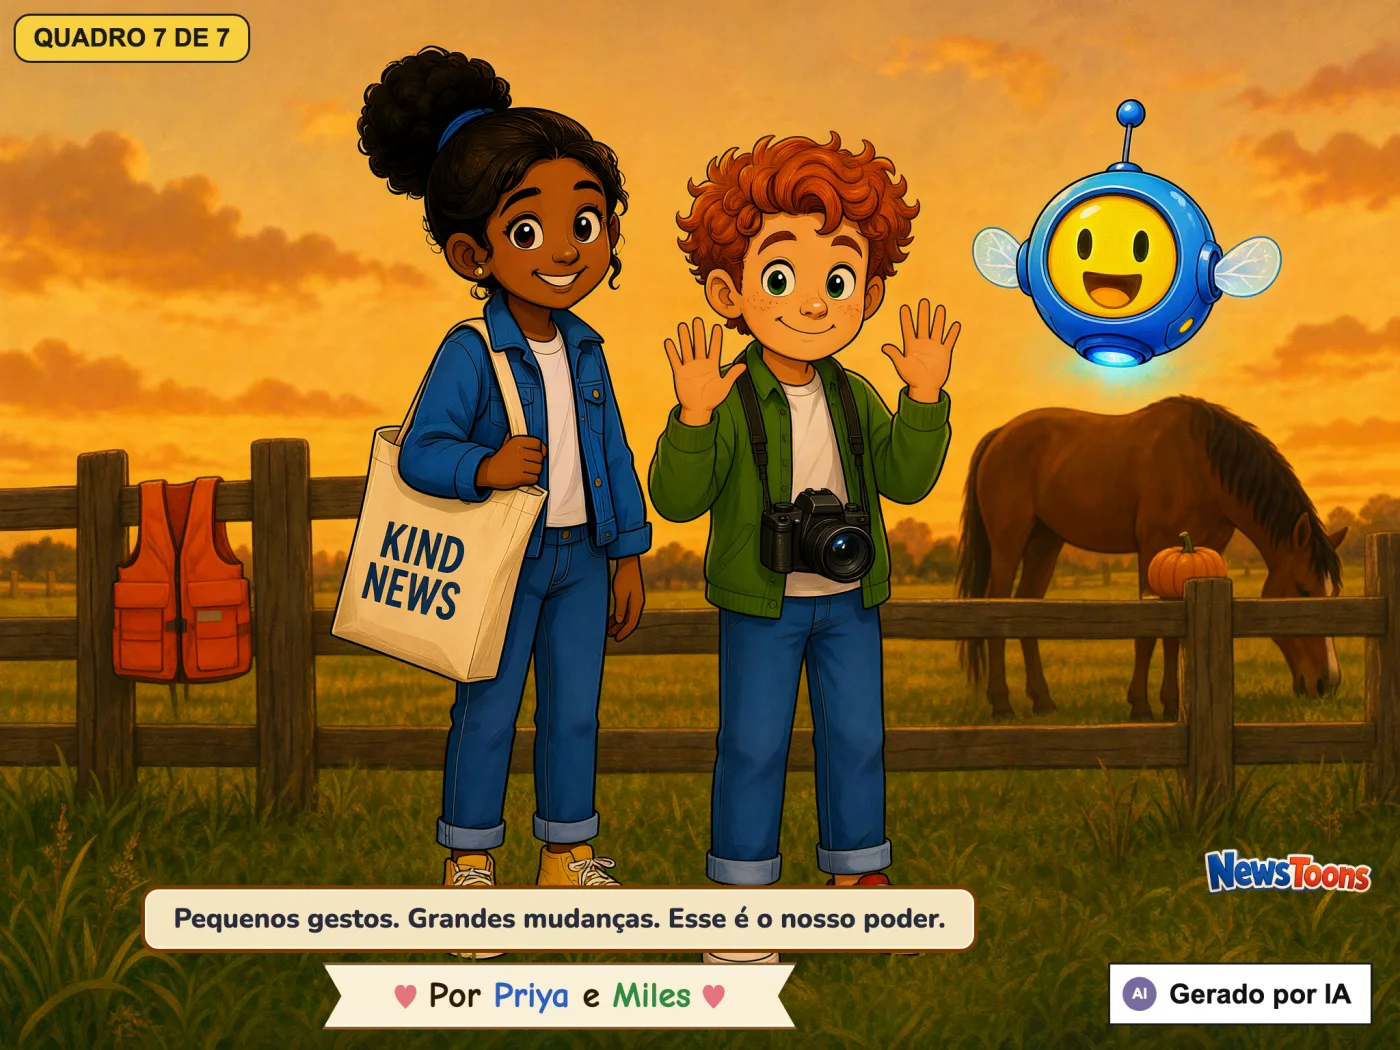 QUADRO 7 DE 7
KIND
NEWS
Pequenos gestos. Grandes mudanças. Esse é o nosso poder.
Por Priya e Miles
NewsToons
AI Gerado por IA